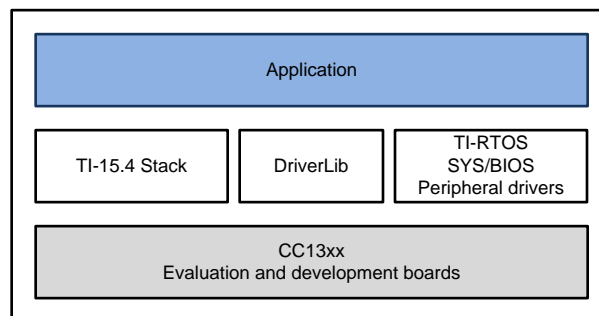 Application
TI-15.4 Stack
DriverLib
TI-RTOS
SYS/BIOS
Peripheral drivers
CC13xx
Evaluation and development boards